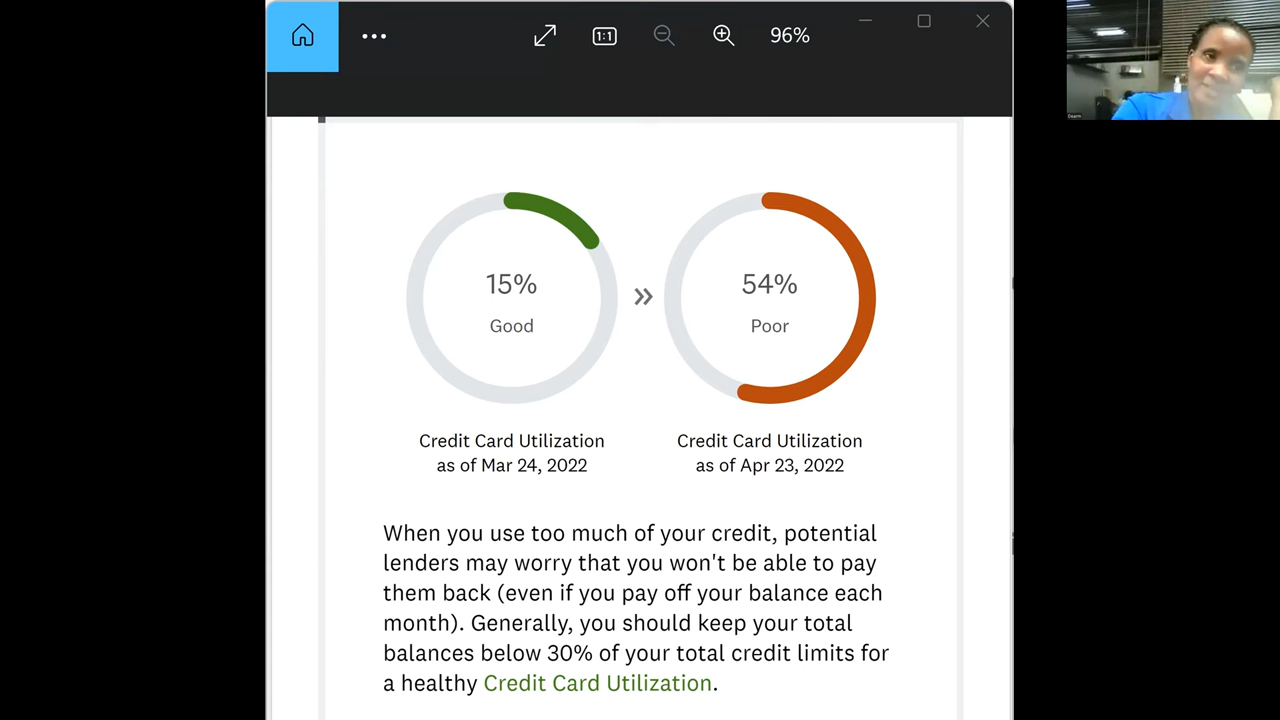 1:1
96%
15%
Good
»
54%
Poor
Credit Card Utilization
as of Mar 24, 2022
Credit Card Utilization
as of Apr 23, 2022
When you use too much of your credit, potential
lenders may worry that you won't be able to pay
them back (even if you pay off your balance each
month). Generally, you should keep your total
balances below 30% of your total credit limits for
a healthy Credit Card Utilization.